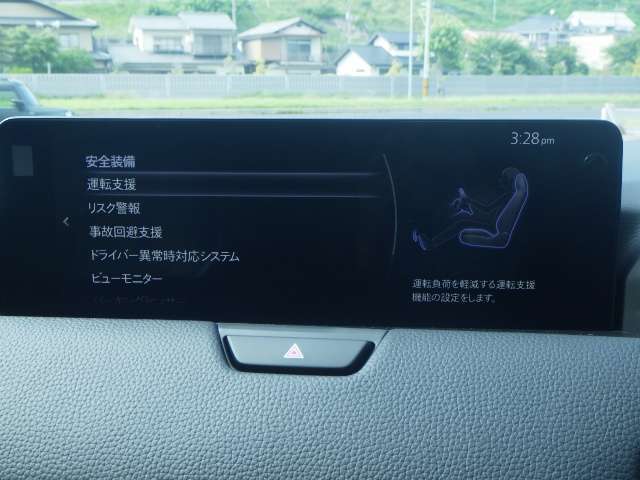 3:28 pm
安全装備
運転支援
リスク警報
事故回避支援
ドライバー異常時対応システム
ビューモニター
運転負荷を軽減する運転支援
機能の設定をします。